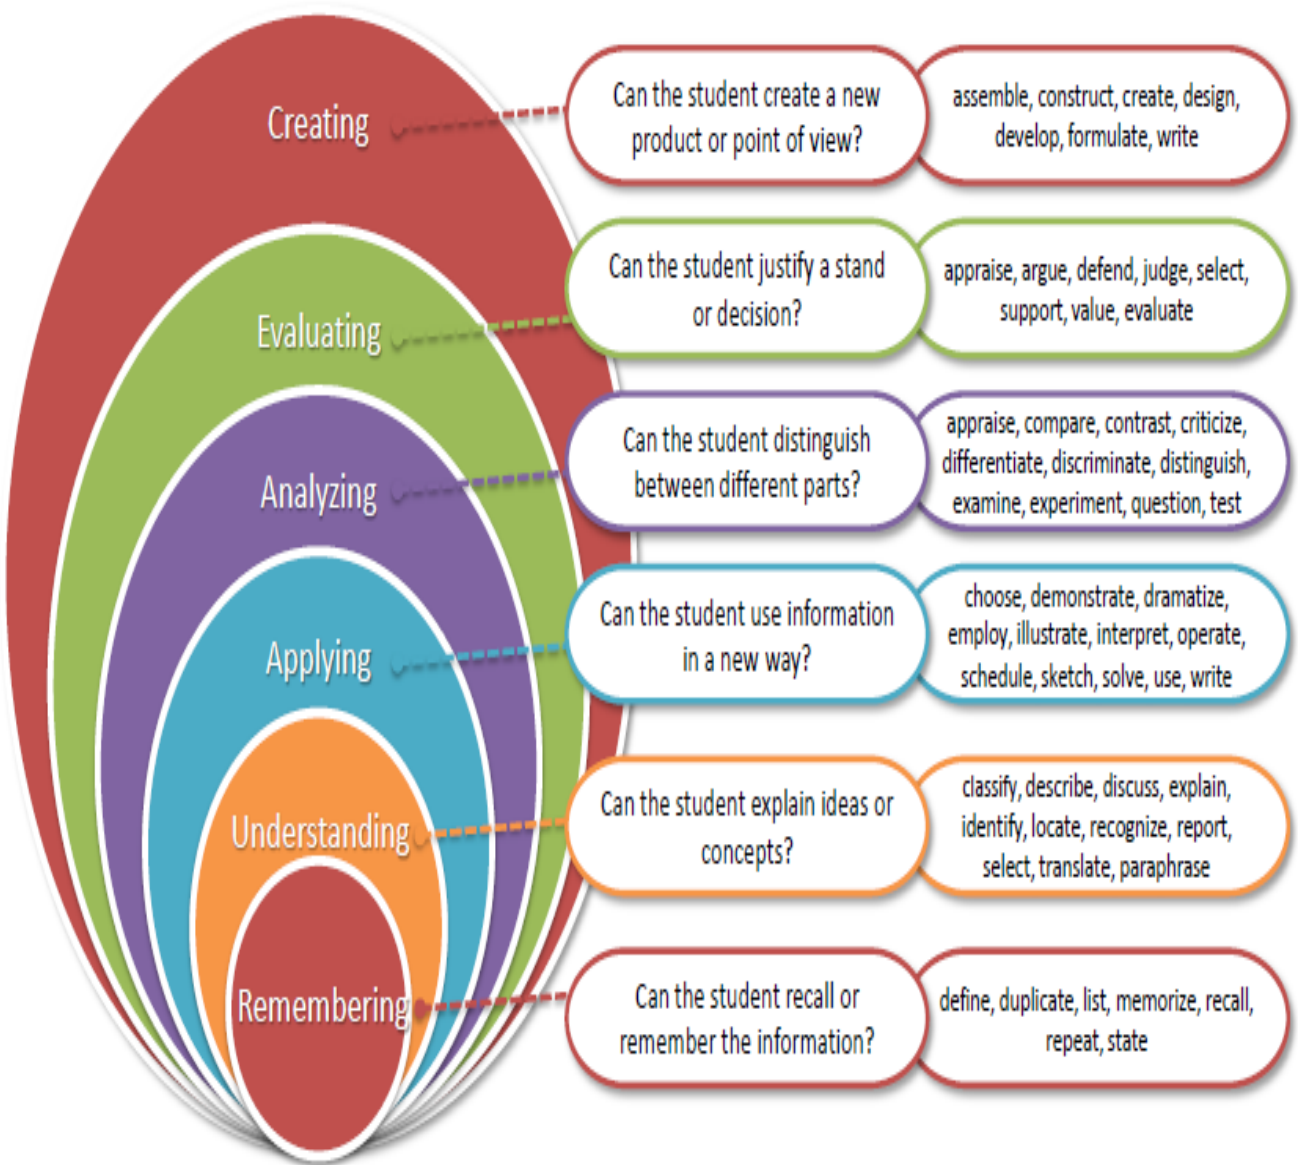 Creating
Can the student create a new
product or point of view?
assemble, construct, create, design,
develop, formulate, write
Evaluating
Can the student justify a stand
or decision?
appraise, argue, defend, judge, select,
support, value, evaluate
Analyzing
Can the student distinguish
between different parts?
appraise, compare, contrast, criticize,
differentiate, discriminate, distinguish,
examine, experiment, question, test
Applying
Can the student use information
in a new way?
choose, demonstrate, dramatize,
employ, illustrate, interpret, operate,
schedule, sketch, solve, use, write
Understanding
Can the student explain ideas or
concepts?
classify, describe, discuss, explain,
identify, locate, recognize, report,
select, translate, paraphrase
Remembering
Can the student recall or
remember the information?
define, duplicate, list, memorize, recall,
repeat, state